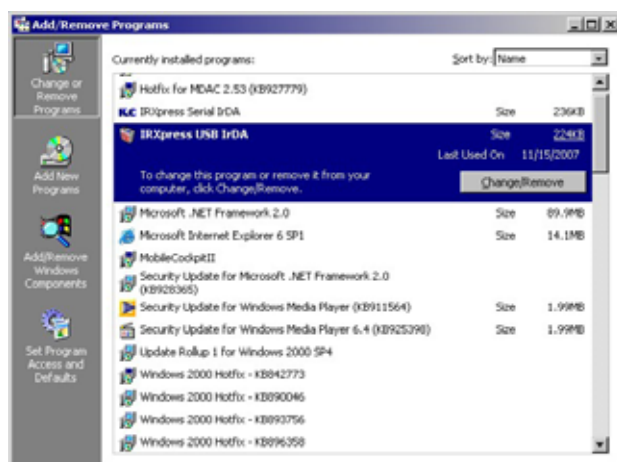 Add/Remove Programs
Change or
Remove
Programs
Add New
Programs
Add/Remove
Windows
Components
Set Program
Access and
Defaults
Currently installed programs:
Sort by: Name
Hotfix for MDAC 2.53 (KB927779)
IRXpress Serial IrDA Size 236KB
IRXpress USB IrDA Size 224KB
Last Used On 11/15/2007
To change this program or remove it from your
computer, click Change/Remove.
Change/Remove
Microsoft .NET Framework 2.0 Size 89.9MB
Microsoft Internet Explorer 6 SP1 Size 14.1MB
MobileCockpitII
Security Update for Microsoft .NET Framework 2.0
(KB928365)
Security Update for Windows Media Player (KB911564) Size 1.99MB
Security Update for Windows Media Player 6.4 (KB925398) Size 1.99MB
Update Rollup 1 for Windows 2000 SP4
Windows 2000 Hotfix - KB842773
Windows 2000 Hotfix - KB890046
Windows 2000 Hotfix - KB893756
Windows 2000 Hotfix - KB896358